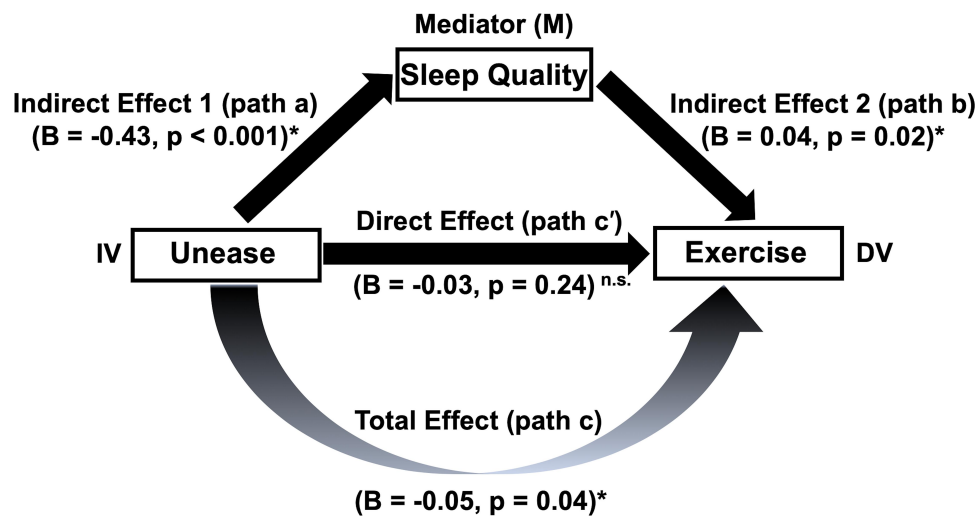 Mediator (M)
Sleep Quality
Indirect Effect 1 (path a)
(B = -0.43, p < 0.001)*
Indirect Effect 2 (path b)
(B = 0.04, p = 0.02)*
Direct Effect (path c′)
IV
Unease
Exercise
DV
(B = -0.03, p = 0.24) n.s.
Total Effect (path c)
(B = -0.05, p = 0.04)*